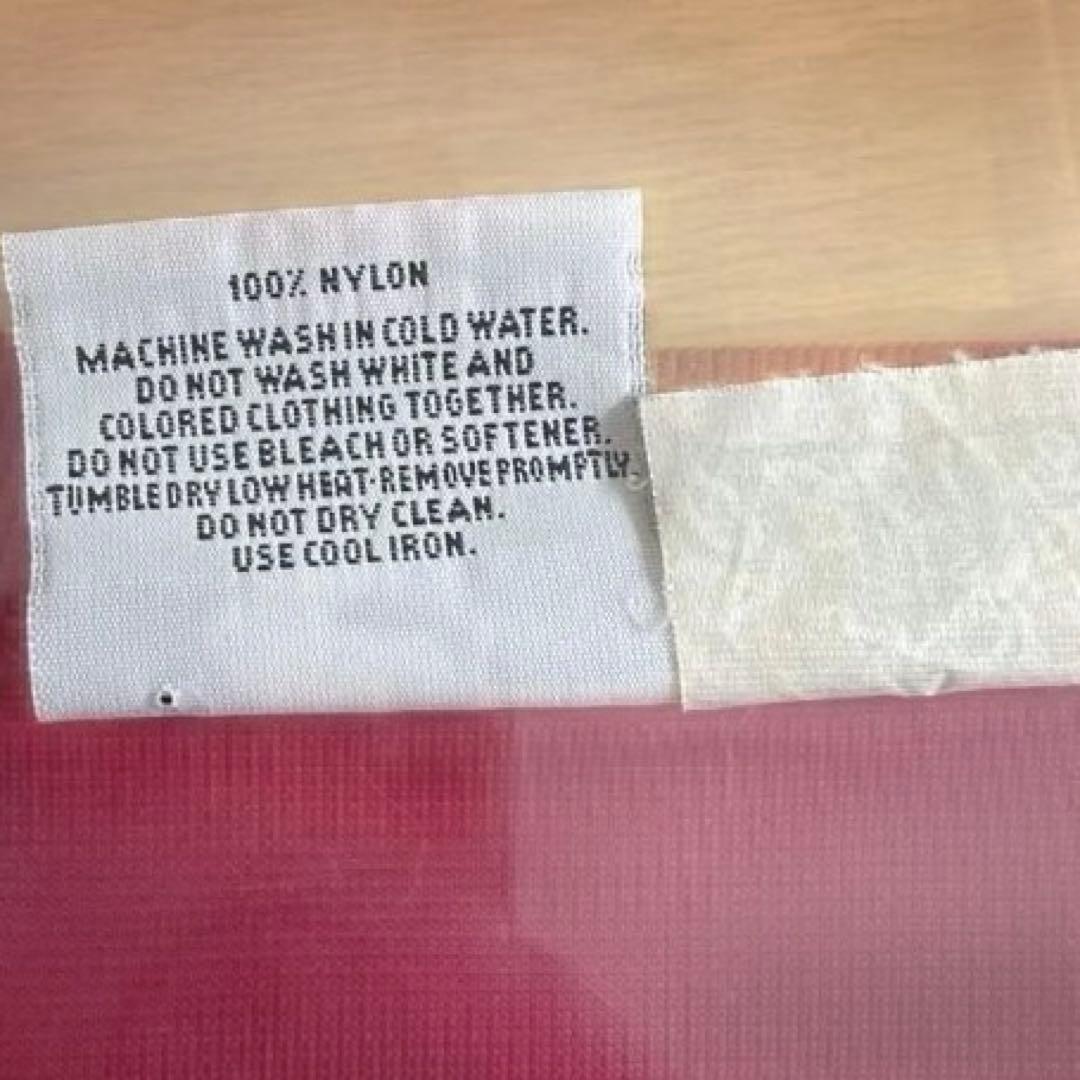 100% NYLON
MACHINE WASH IN COLD WATER.
DO NOT WASH WHITE AND
COLORED CLOTHING TOGETHER.
DO NOT USE BLEACH OR SOFTENER.
TUMBLE DRY LOW HEAT-REMOVE PROMPTLY.
DO NOT DRY CLEAN.
USE COOL IRON.